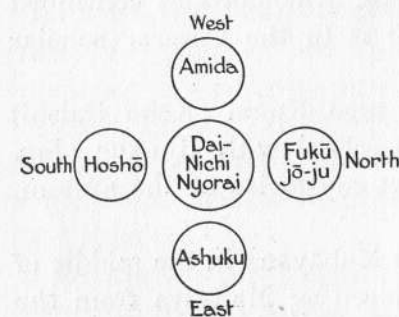 West
Amida
South
Hoshō
Dai-
Nichi
Nyorai
Fukū
jō-ju
North
Ashuku
East